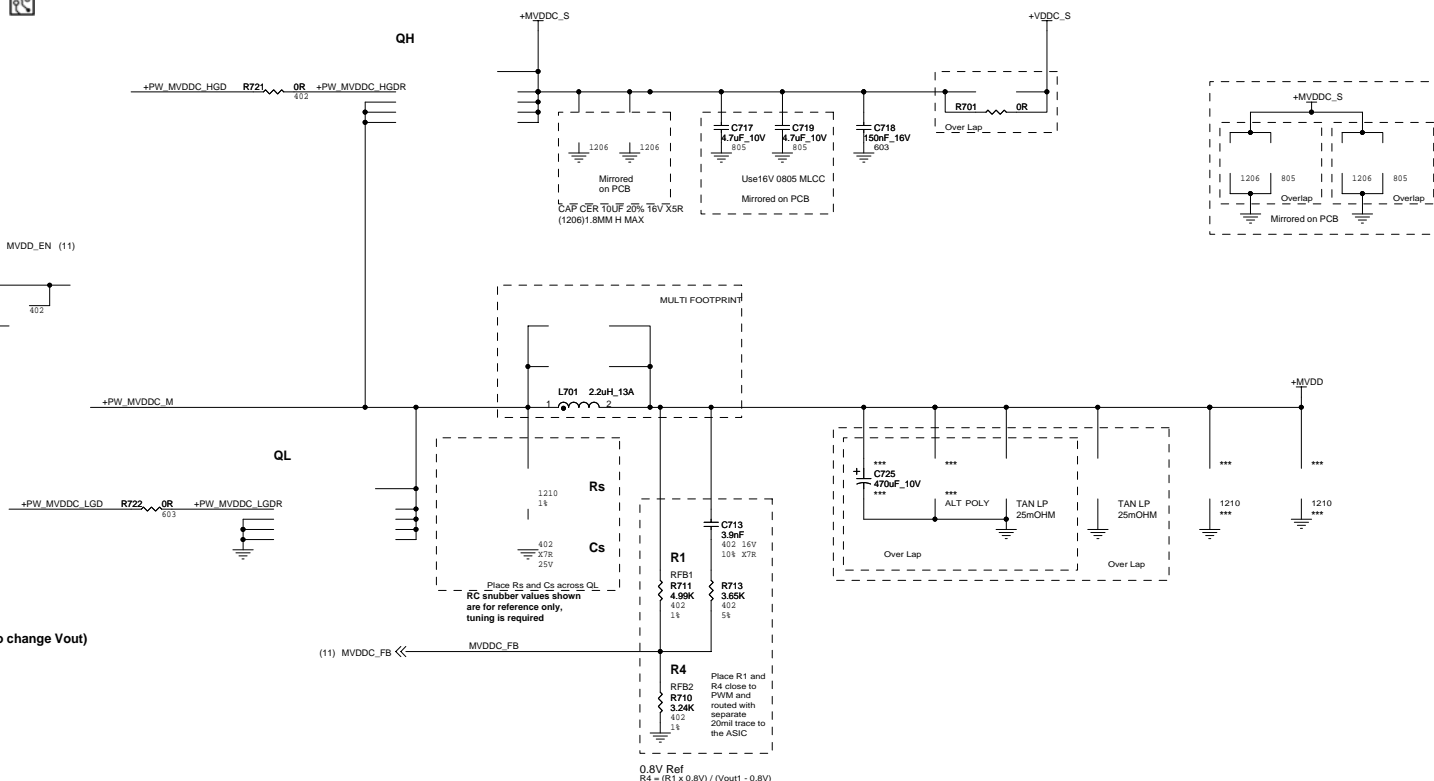 +MVDDC_S
+VDDC_S
QH
+PW_MVDDC_HGD
R721
0R
402
+PW_MVDDC_HGDR
R701 0R
Over Lap
+MVDDC_S
C717
4.7uF_10V
805
C719
4.7uF_10V
805
C718
150nF_16V
603
1206
1206
Mirrored
on PCB
Use16V 0805 MLCC
Mirrored on PCB
CAP CER 10UF 20% 16V X5R
(1206)1.8MM H MAX
1206
805
Overlap
1206
805
Overlap
Mirrored on PCB
MVDD_EN (11)
402
MULTI FOOTPRINT
L701 2.2uH_13A
1
2
+PW_MVDDC_M
+MVDD
QL
+PW_MVDDC_LGD
R722
0R
603
+PW_MVDDC_LGDR
1210
1%
Rs
402
X7R
25V
Cs
Place Rs and Cs across QL
RC snubber values shown
are for reference only,
tuning is required
C713
3.9nF
402 16V
10% X7R
R1
RFB1
R711
4.99K
402
1%
R713
3.65K
402
5%
***
C725
470uF_10V
***
***
***
ALT POLY
TAN LP
25mOHM
TAN LP
25mOHM
***
1210
***
***
1210
***
+
Over Lap
Over Lap
o change Vout)
(11) MVDDC_FB
MVDDC_FB
R4
RFB2
R710
3.24K
402
1%
Place R1 and
R4 close to
PWM and
routed with
separate
20mil trace to
the ASIC
0.8V Ref
R4 = (R1 x 0.8V) / (Vout1 - 0.8V)